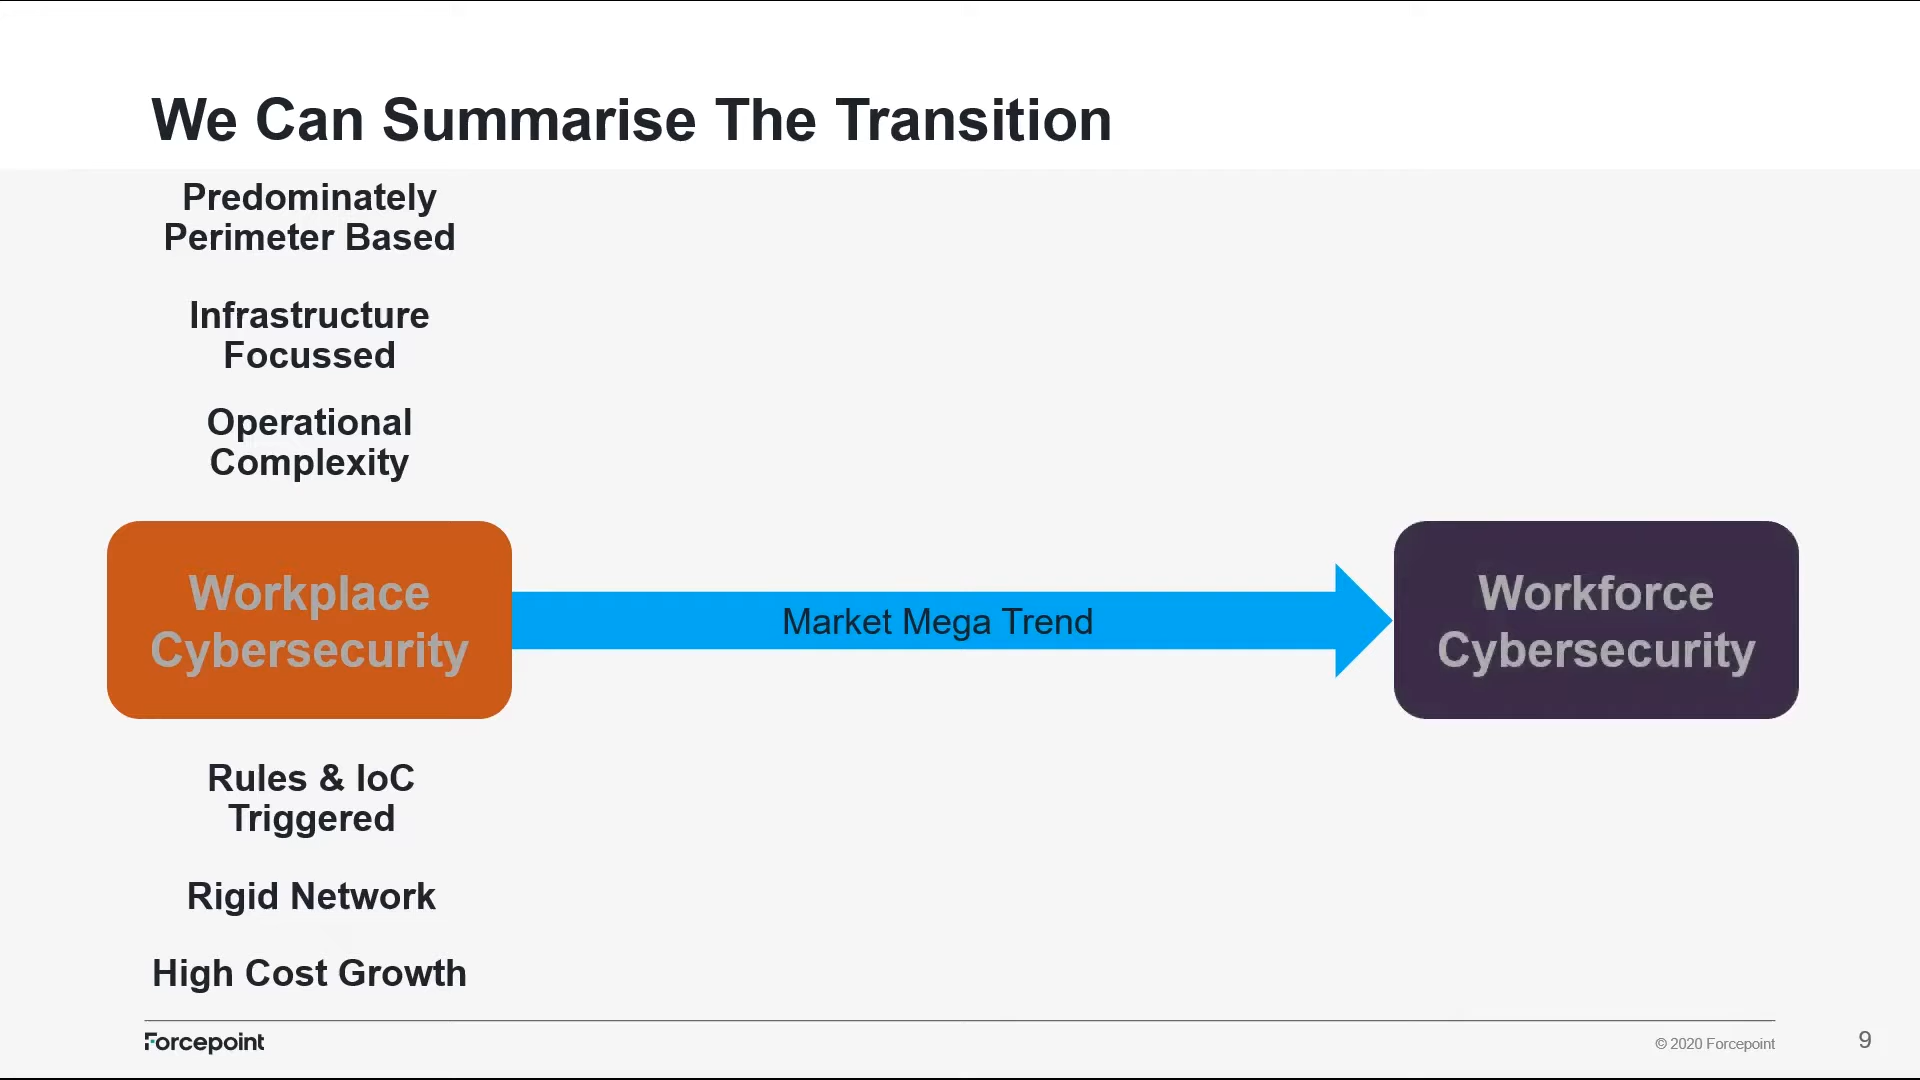 We Can Summarise The Transition
Predominately
Perimeter Based
Infrastructure
Focussed
Operational
Complexity
Workplace
Cybersecurity
Market Mega Trend
Workforce
Cybersecurity
Rules & IoC
Triggered
Rigid Network
High Cost Growth
Forcepoint
© 2020 Forcepoint
9